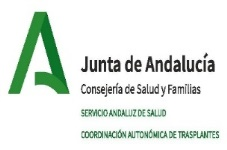 Junta de Andalucía
Consejería de Salud y Familias
SERVICIO ANDALUZ DE SALUD
COORDINACIÓN AUTONÓMICA DE TRASPLANTES